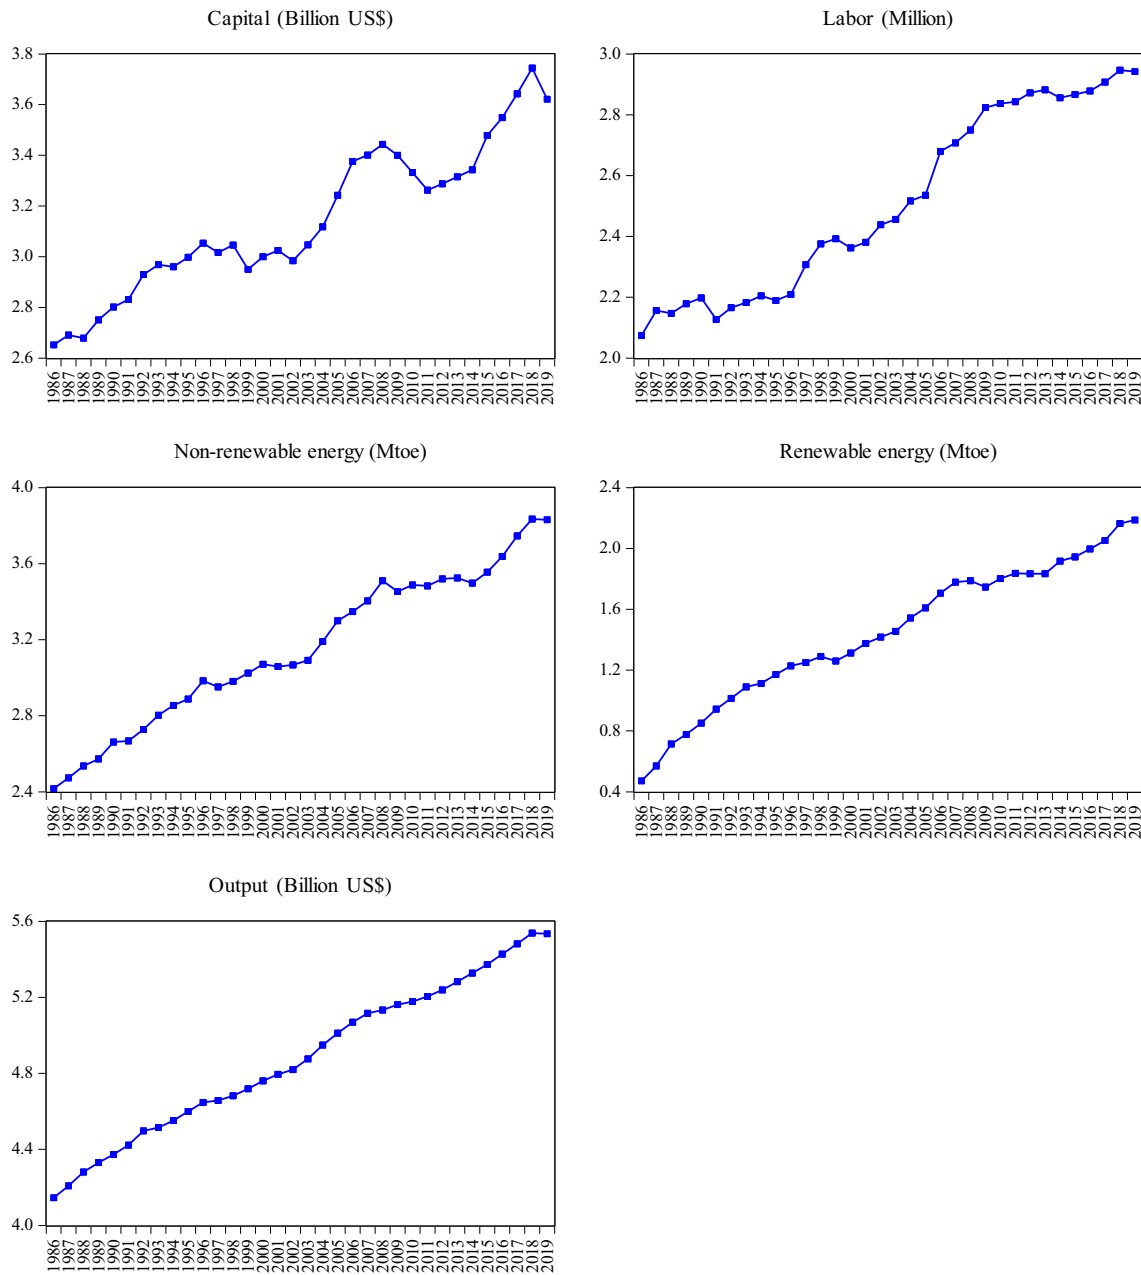 Capital (Billion US$)
3.8
3.6
3.4
3.2
3.0
2.8
2.6
1986 1987 1988 1989 1990 1991 1992 1993 1994 1995 1996 1997 1998 1999 2000 2001 2002 2003 2004 2005 2006 2007 2008 2009 2010 2011 2012 2013 2014 2015 2016 2017 2018 2019
Labor (Million)
3.0
2.8
2.6
2.4
2.2
2.0
1986 1987 1988 1989 1990 1991 1992 1993 1994 1995 1996 1997 1998 1999 2000 2001 2002 2003 2004 2005 2006 2007 2008 2009 2010 2011 2012 2013 2014 2015 2016 2017 2018 2019
Non-renewable energy (Mtoe)
4.0
3.6
3.2
2.8
2.4
1986 1987 1988 1989 1990 1991 1992 1993 1994 1995 1996 1997 1998 1999 2000 2001 2002 2003 2004 2005 2006 2007 2008 2009 2010 2011 2012 2013 2014 2015 2016 2017 2018 2019
Renewable energy (Mtoe)
2.4
2.0
1.6
1.2
0.8
0.4
1986 1987 1988 1989 1990 1991 1992 1993 1994 1995 1996 1997 1998 1999 2000 2001 2002 2003 2004 2005 2006 2007 2008 2009 2010 2011 2012 2013 2014 2015 2016 2017 2018 2019
Output (Billion US$)
5.6
5.2
4.8
4.4
4.0
1986 1987 1988 1989 1990 1991 1992 1993 1994 1995 1996 1997 1998 1999 2000 2001 2002 2003 2004 2005 2006 2007 2008 2009 2010 2011 2012 2013 2014 2015 2016 2017 2018 2019